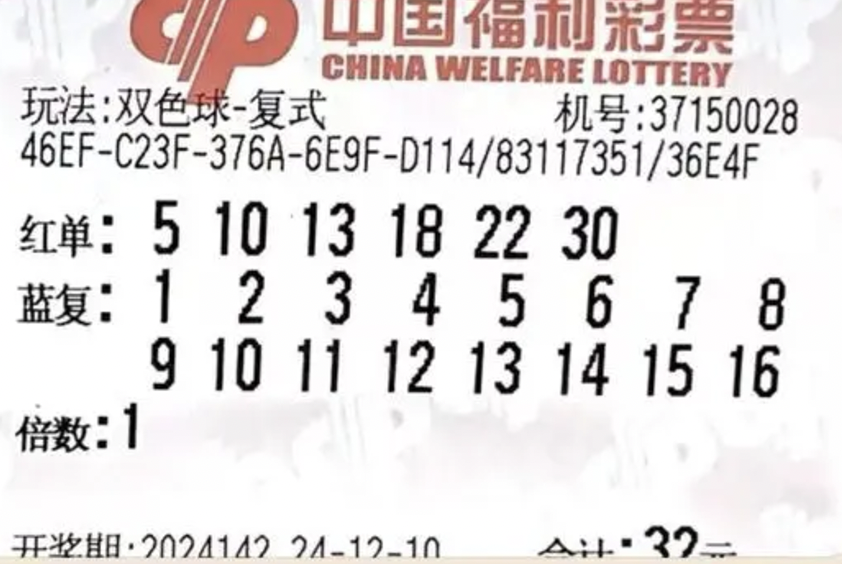 中国福利彩票
CHINA WELFARE LOTTERY
玩法:双色球-复式 机号:37150028
46EF-C23F-376A-6E9F-D114/83117351/36E4F
红单: 5 10 13 18 22 30
蓝复: 1 2 3 4 5 6 7 8
9 10 11 12 13 14 15 16
倍数:1
开奖期:2024142 24-12-10 合计:32元